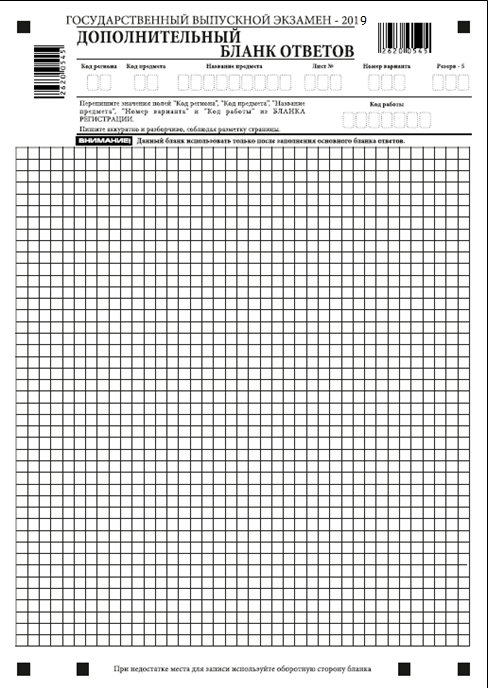 ГОСУДАРСТВЕННЫЙ ВЫПУСКНОЙ ЭКЗАМЕН - 2019
ДОПОЛНИТЕЛЬНЫЙ
БЛАНК ОТВЕТОВ
26200545
26200545
Код региона Код предмета Название предмета Лист № Номер варианта Резерв - 5
Перепишите значения полей "Код региона", "Код предмета", "Название
предмета", "Номер варианта" и "Код работы" из БЛАНКА
РЕГИСТРАЦИИ.
Пишите аккуратно и разборчиво, соблюдая разметку страницы.
Код работы
ВНИМАНИЕ! Данный бланк использовать только после заполнения основного бланка ответов.
При недостатке места для записи используйте оборотную сторону бланка